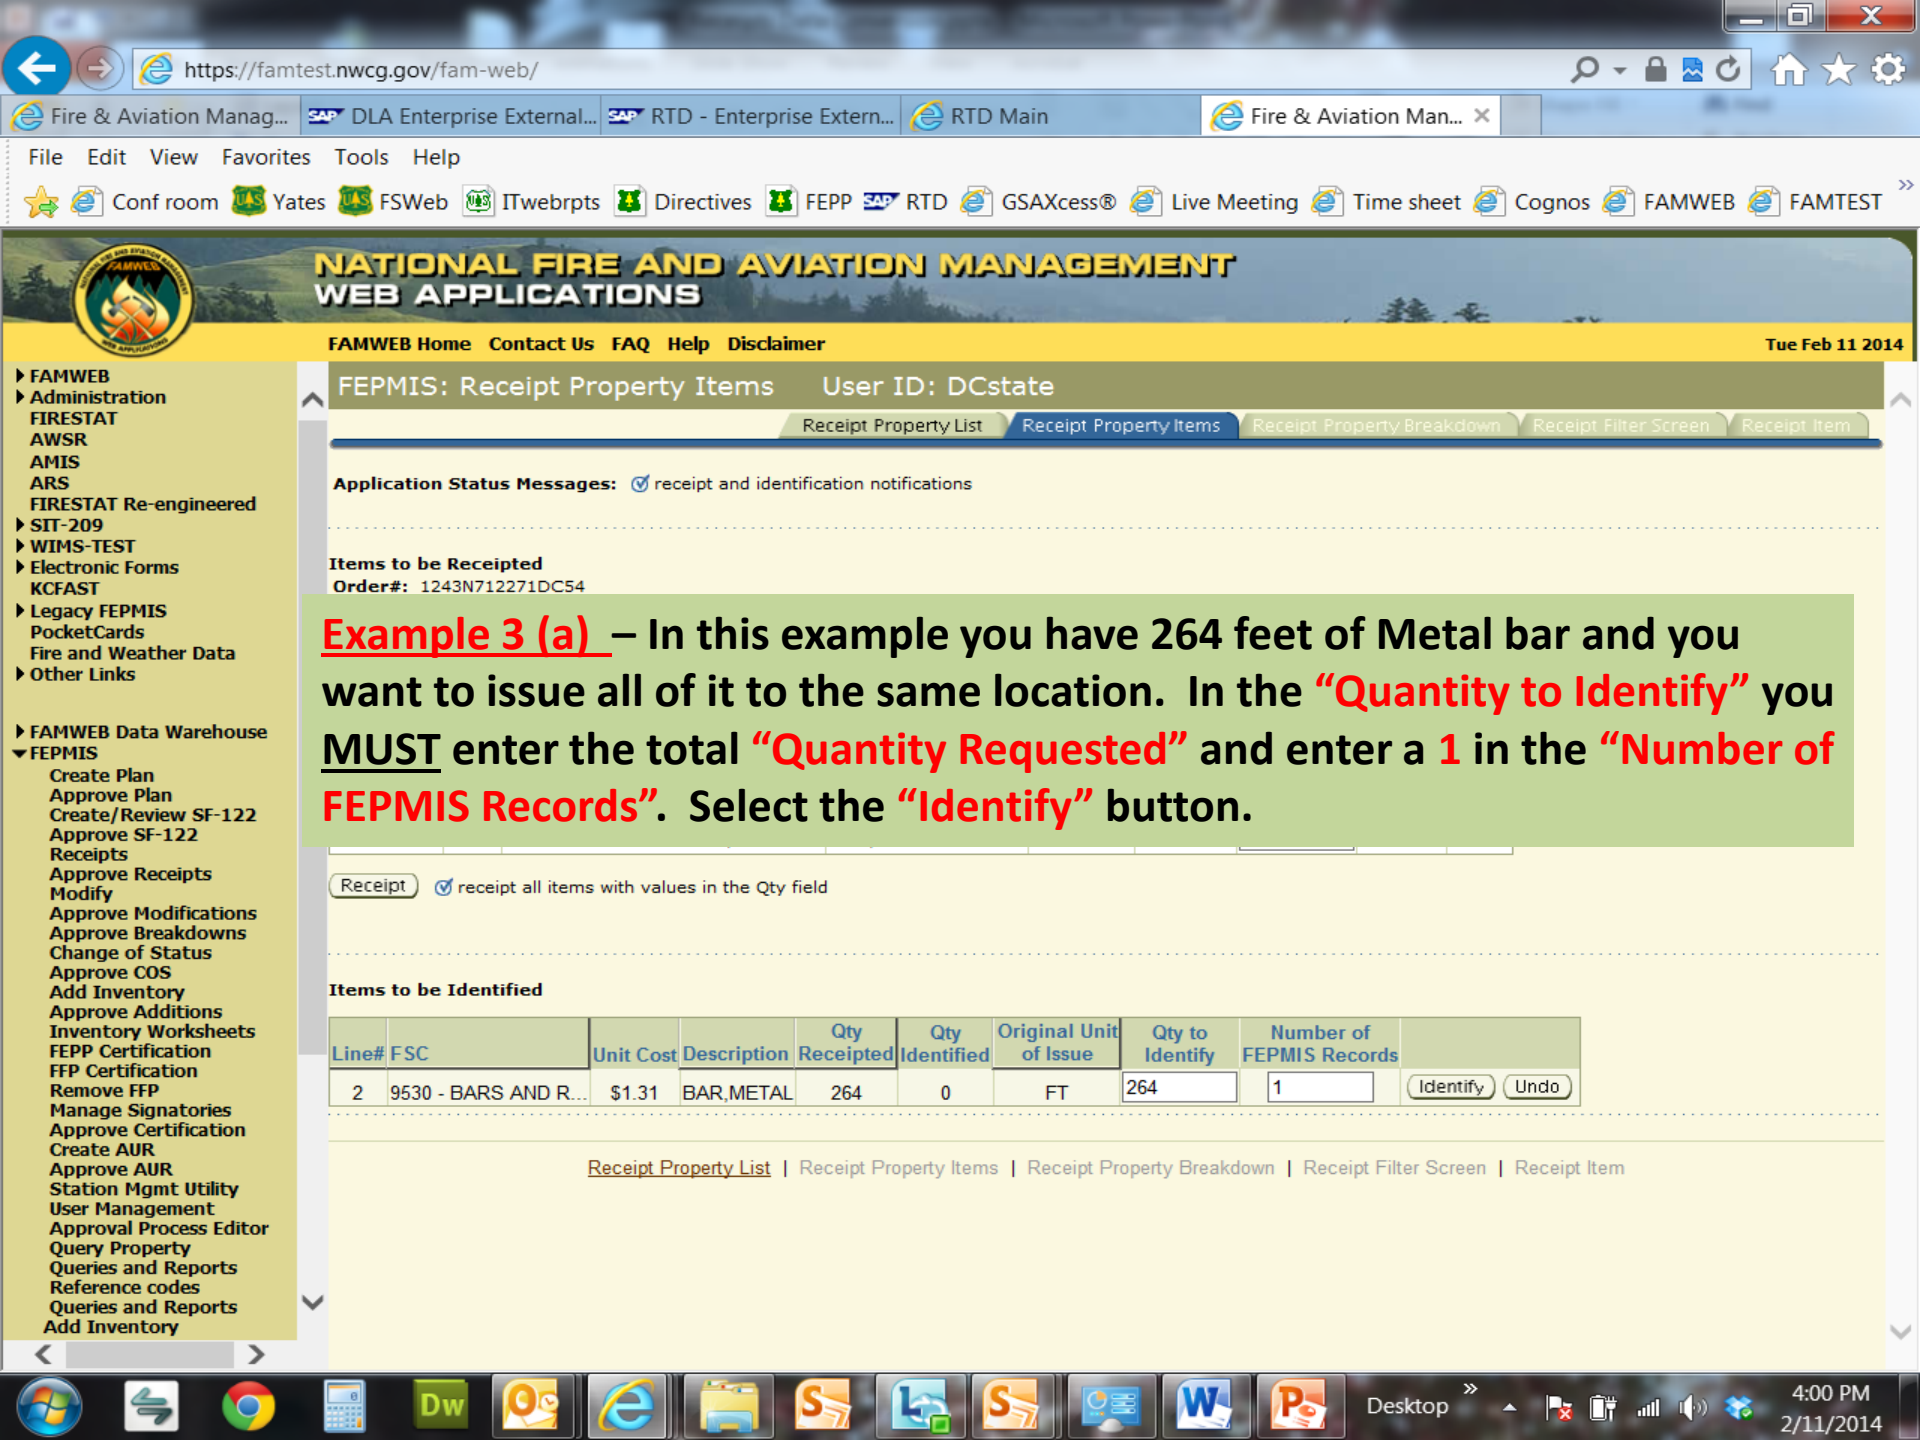 https://famtest.nwcg.gov/fam-web/
Fire & Aviation Manag...
SAP DLA Enterprise External...
SAP RTD - Enterprise Extern...
RTD Main
Fire & Aviation Man...
File Edit View Favorites Tools Help
Conf room Yates FSWeb ITwebrpts Directives FEPP SAP RTD GSAXcess® Live Meeting Time sheet Cognos FAMWEB FAMTEST
FAMWEB
WEB APPLICATIONS
NATIONAL FIRE AND AVIATION MANAGEMENT
WEB APPLICATIONS
FAMWEB Home Contact Us FAQ Help Disclaimer
Tue Feb 11 2014
FAMWEB
Administration
FIRESTAT
AWSR
AMIS
ARS
FIRESTAT Re-engineered
SIT-209
WIMS-TEST
Electronic Forms
KCFAST
Legacy FEPMIS
PocketCards
Fire and Weather Data
Other Links
FAMWEB Data Warehouse
FEPMIS
Create Plan
Approve Plan
Create/Review SF-122
Approve SF-122
Receipts
Approve Receipts
Modify
Approve Modifications
Approve Breakdowns
Change of Status
Approve COS
Add Inventory
Approve Additions
Inventory Worksheets
FEPP Certification
FFP Certification
Remove FFP
Manage Signatories
Approve Certification
Create AUR
Approve AUR
Station Mgmt Utility
User Management
Approval Process Editor
Query Property
Queries and Reports
Reference codes
Queries and Reports
Add Inventory
FEPMIS: Receipt Property Items User ID: DCstate
Receipt Property List Receipt Property Items Receipt Property Breakdown Receipt Filter Screen Receipt Item
Application Status Messages: receipt and identification notifications
Items to be Receipted
Order#: 1243N712271DC54
Example 3 (a) – In this example you have 264 feet of Metal bar and you
want to issue all of it to the same location. In the “Quantity to Identify” you
MUST enter the total “Quantity Requested” and enter a 1 in the “Number of
FEPMIS Records”. Select the “Identify” button.
Receipt receipt all items with values in the Qty field
Items to be Identified
Line# FSC Unit Cost Description Qty Receipted Qty Identified Original Unit of Issue Qty to Identify Number of FEPMIS Records
2 9530 - BARS AND R... $1.31 BAR,METAL 264 0 FT 264 1 Identify Undo
Receipt Property List | Receipt Property Items | Receipt Property Breakdown | Receipt Filter Screen | Receipt Item
Dw
Desktop
4:00 PM
2/11/2014